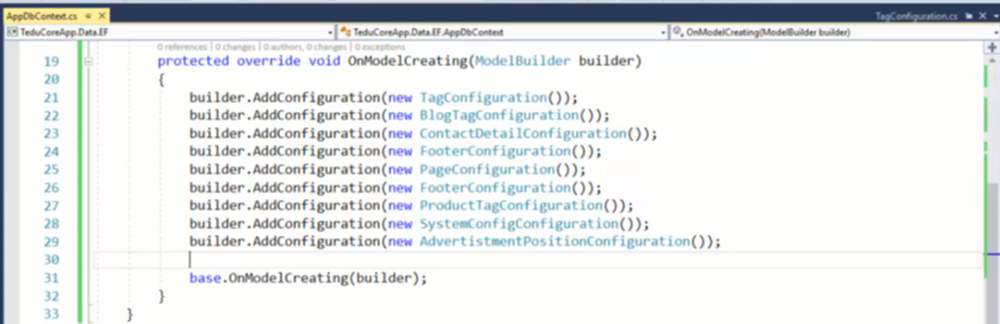 AppDbContext.cs
TagConfiguration.cs
TeduCoreApp.Data.EF
TeduCoreApp.Data.EF.AppDbContext
OnModelCreating(ModelBuilder builder)
0 references | 0 changes | 0 authors, 0 changes | 0 exceptions
19 protected override void OnModelCreating(ModelBuilder builder)
20 {
21 builder.AddConfiguration(new TagConfiguration());
22 builder.AddConfiguration(new BlogTagConfiguration());
23 builder.AddConfiguration(new ContactDetailConfiguration());
24 builder.AddConfiguration(new FooterConfiguration());
25 builder.AddConfiguration(new PageConfiguration());
26 builder.AddConfiguration(new FooterConfiguration());
27 builder.AddConfiguration(new ProductTagConfiguration());
28 builder.AddConfiguration(new SystemConfigConfiguration());
29 builder.AddConfiguration(new AdvertistmentPositionConfiguration());
30
31 base.OnModelCreating(builder);
32 }
33 }